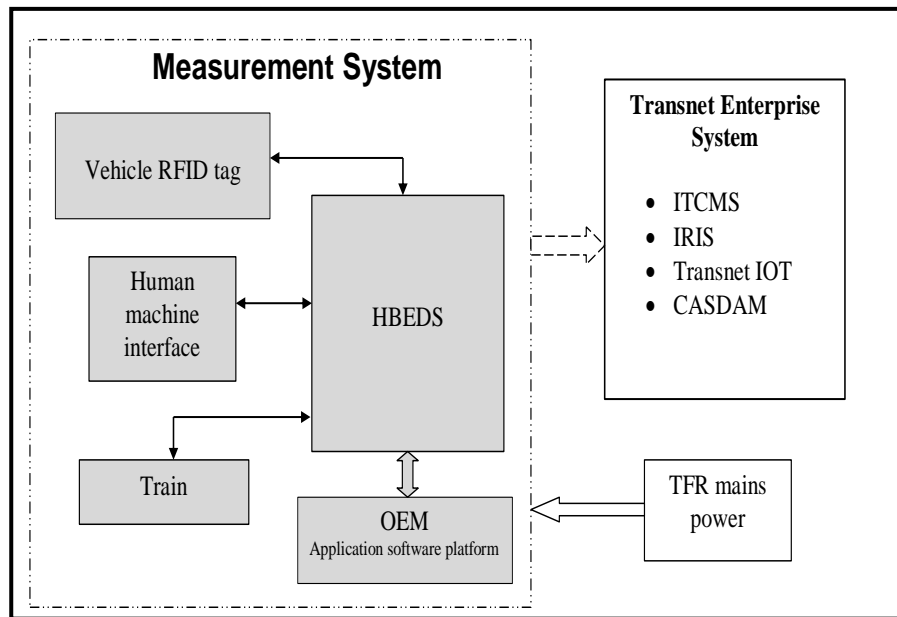 Measurement System
Vehicle RFID tag
Human
machine
interface
Train
HBEDS
OEM
Application software platform
Transnet Enterprise
System
• ITCMS
• IRIS
• Transnet IOT
• CASDAM
TFR mains
power